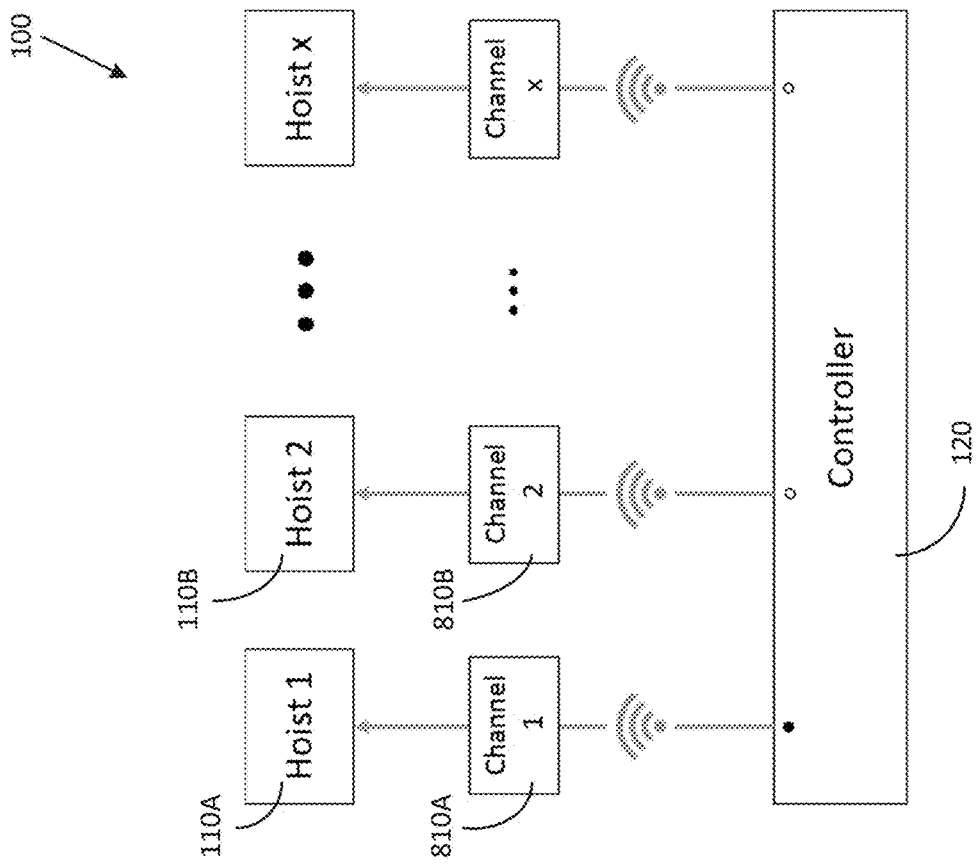 100
Hoist 1
Hoist 2
Hoist x
110A
110B
Channel
1
Channel
2
Channel
x
810A
810B
Controller
120